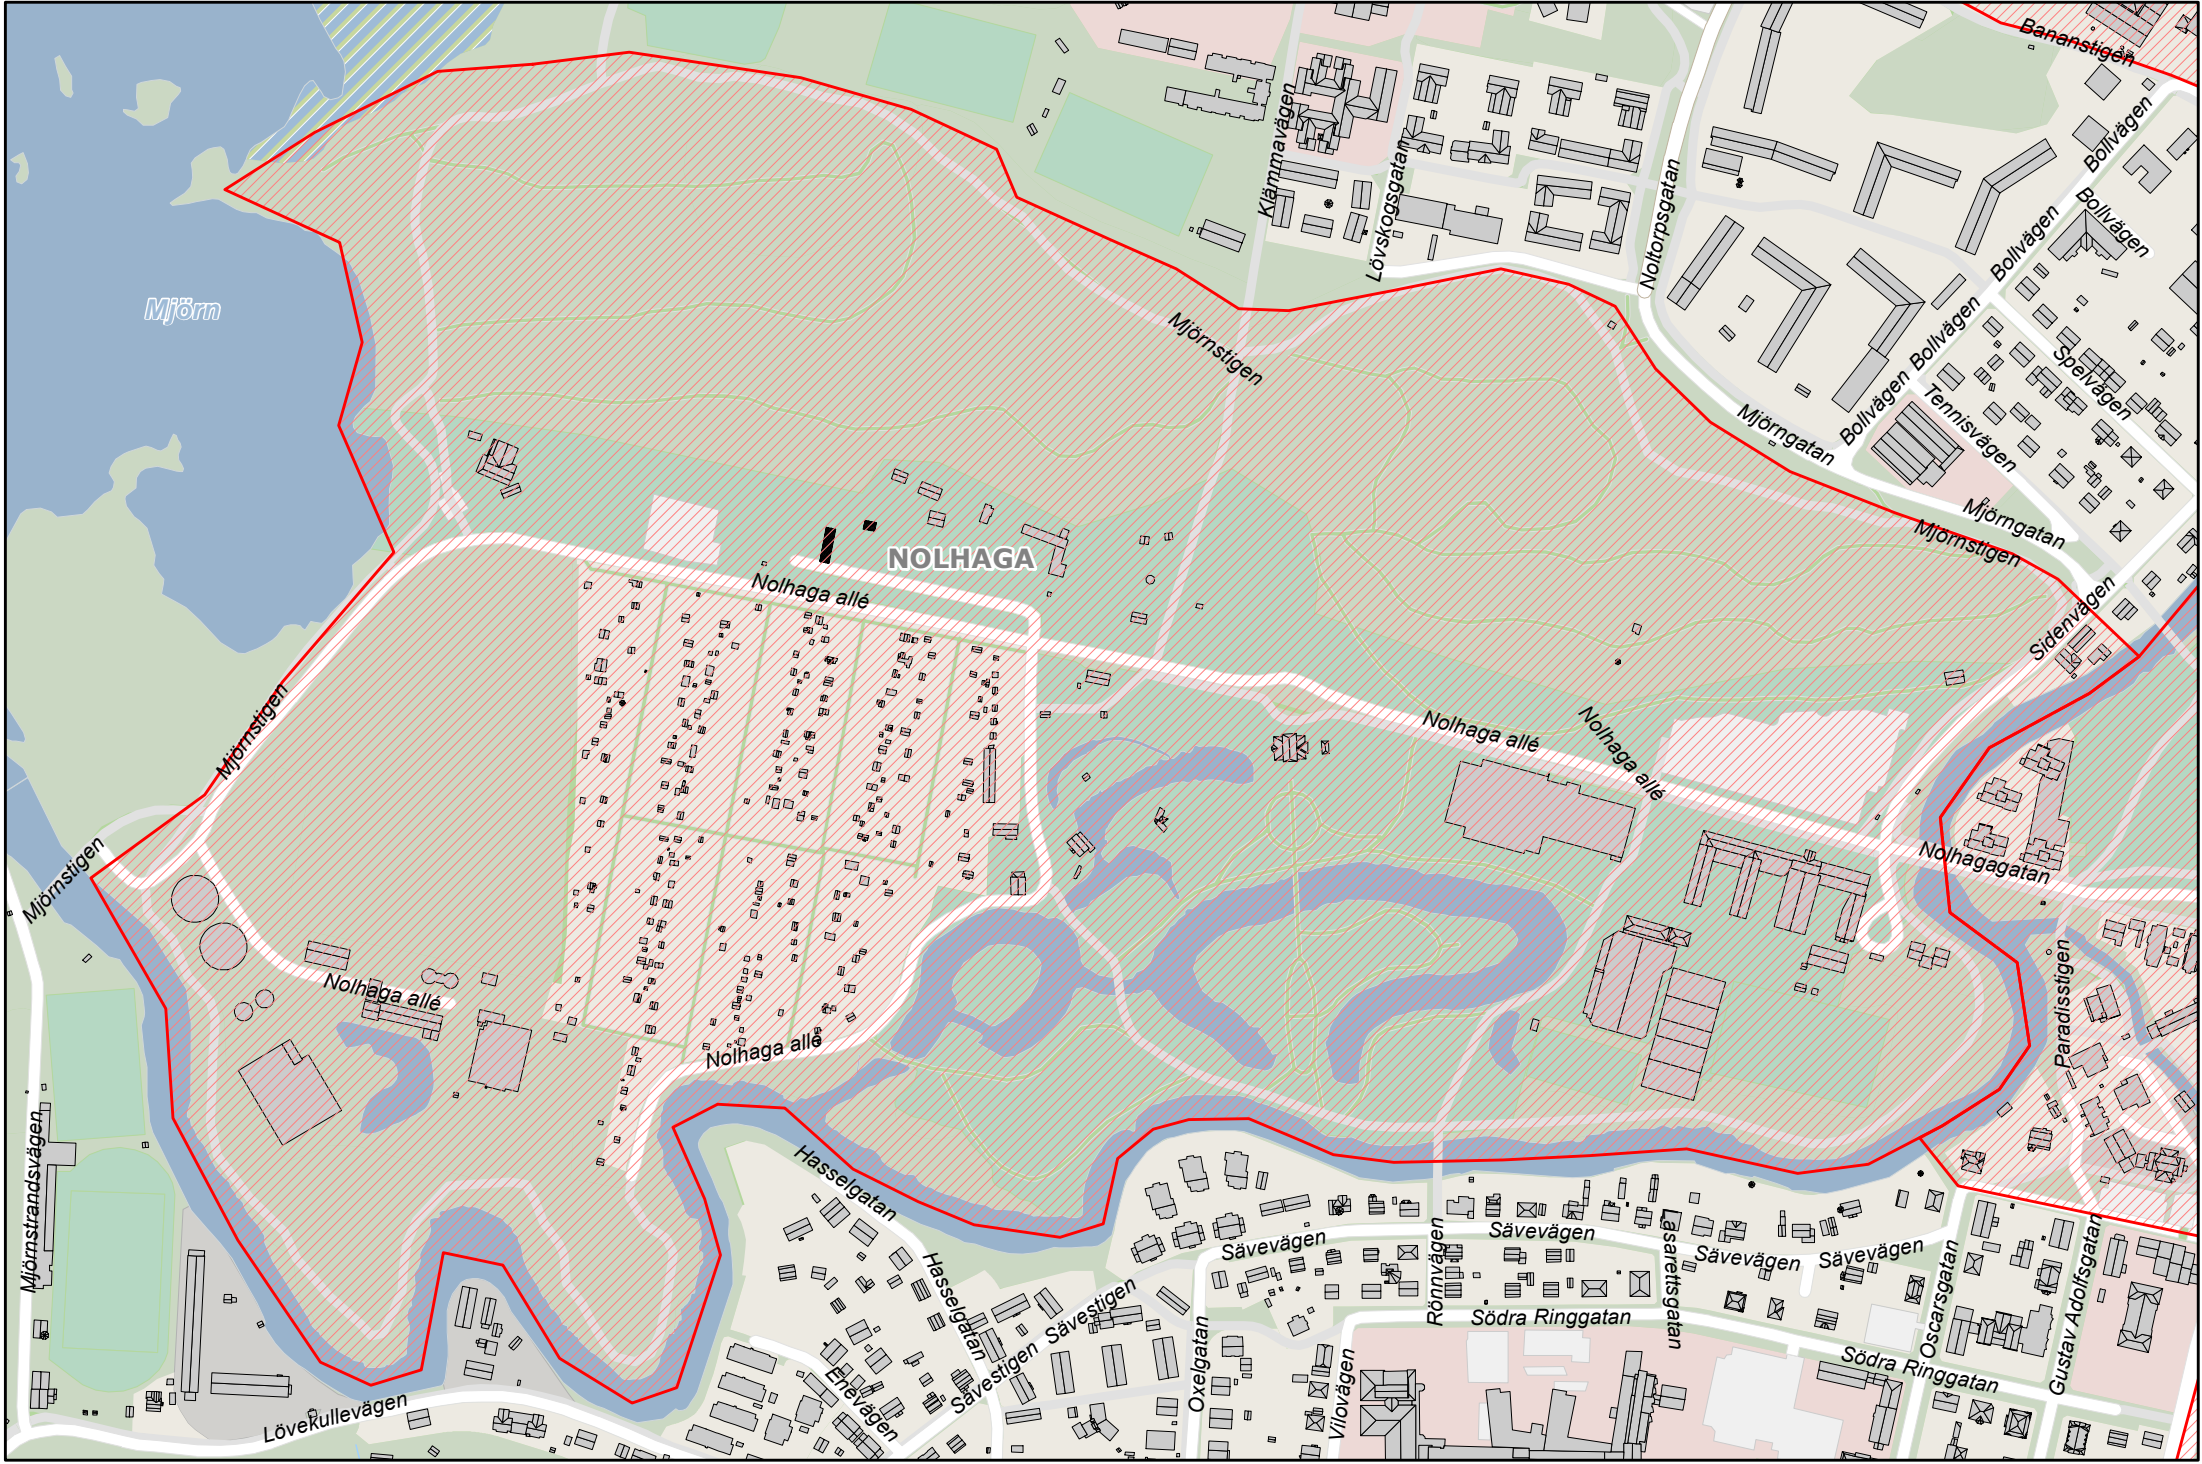 Bananstigen
Bollvägen
Klämmavägen
Lövskogsgatan
Noltorpsgatan
Bollvägen
Bollvägen
Mjörn
Mjörnstigen
Bollvägen
Spelvägen
Bollvägen
Tennisvägen
Mjörngatan
Mjörngatan
Mjörnstigen
NOLHAGA
Nolhaga allé
Sidenvägen
Mjörnstigen
Nolhaga allé
Nolhaga allé
Mjörnstigen
Nolhagagatan
Nolhaga allé
Paradisstigen
Nolhaga allé
Mjörnstrandsvägen
Hasselgatan
Hasselgatan
Sävevägen
Sävevägen
Lasarettsgatan
Sävevägen
Sävevägen
Rönnvägen
Oscarsgatan
Gustav Adolfsgatan
Sävestigen
Sävestigen
Södra Ringgatan
Södra Ringgatan
Oxelgatan
Vilovägen
Enevägen
Lövekullevägen